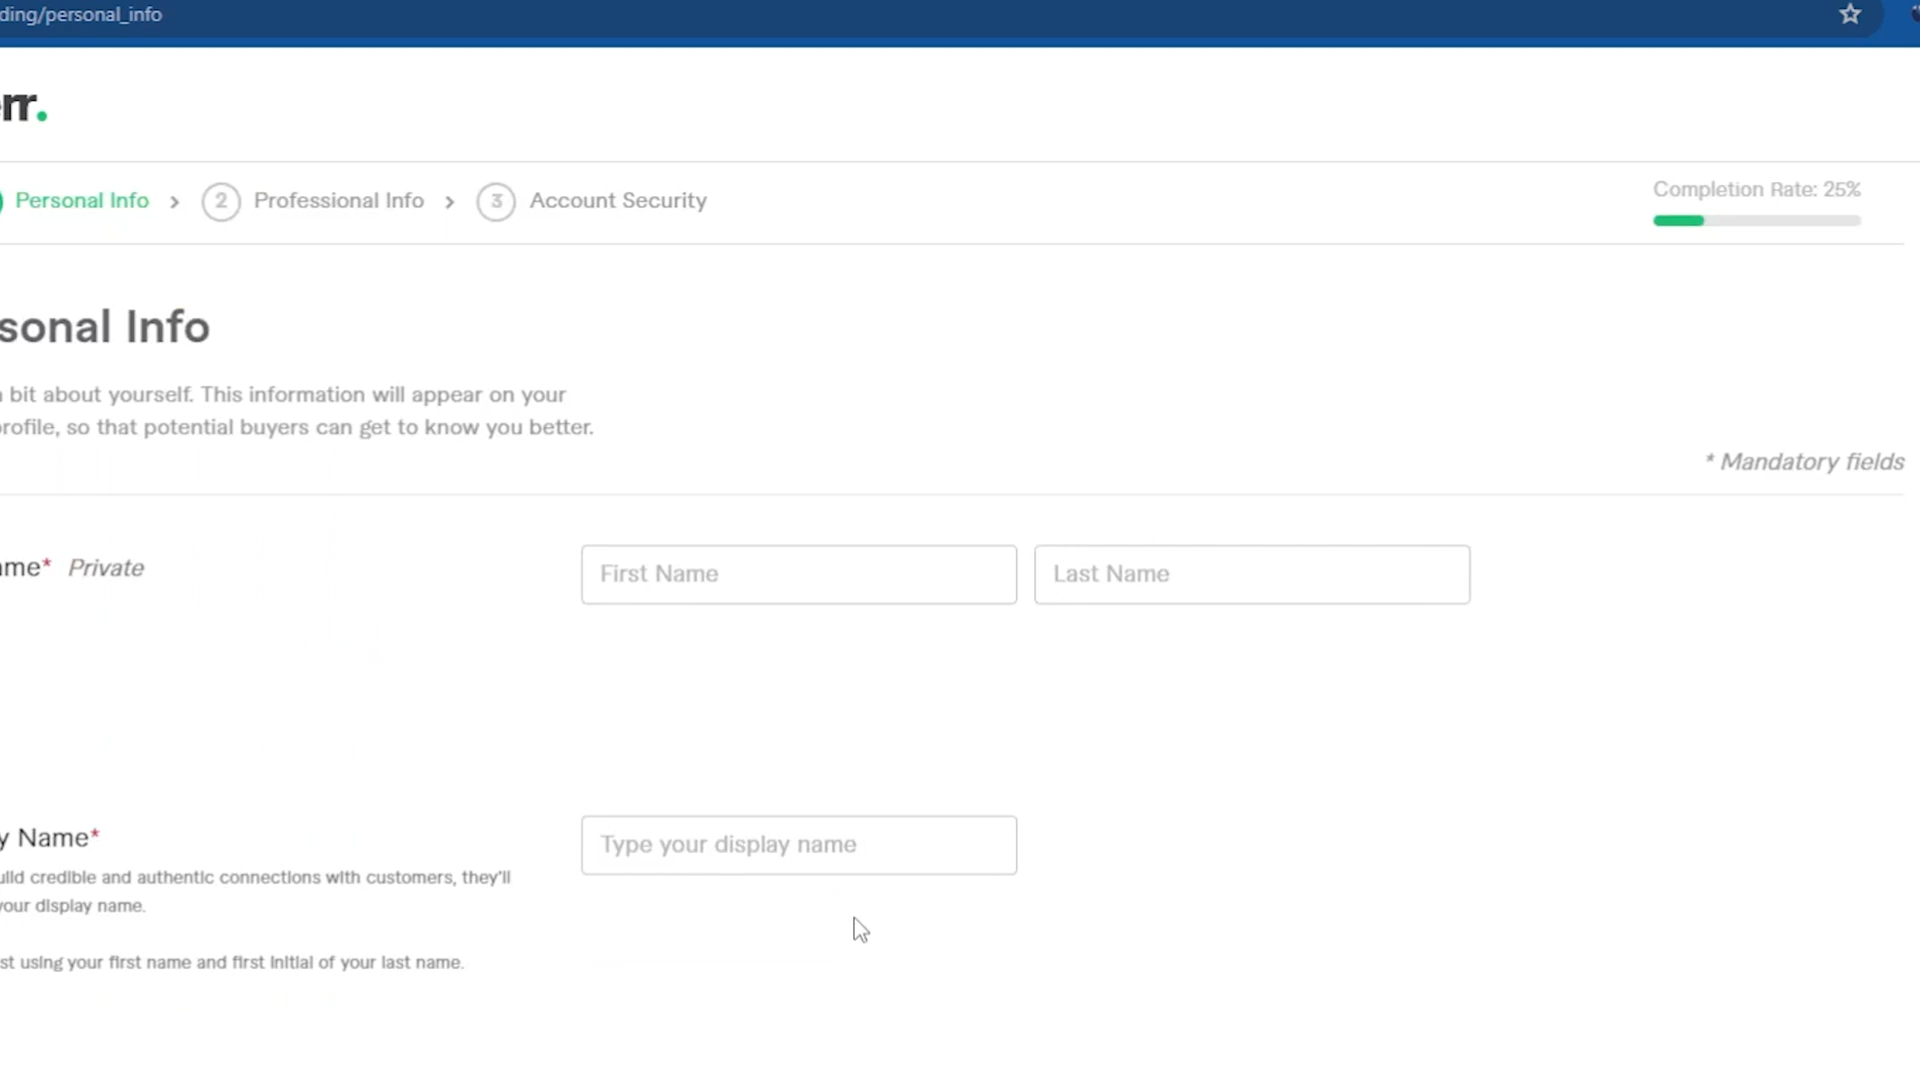 ding/personal_info
err.
Personal Info > 2 Professional Info > 3 Account Security
Completion Rate: 25%
sonal Info
bit about yourself. This information will appear on your
rofile, so that potential buyers can get to know you better.
* Mandatory fields
ame* Private
First Name
Last Name
y Name*
Type your display name
uild credible and authentic connections with customers, they'll
your display name.
st using your first name and first initial of your last name.